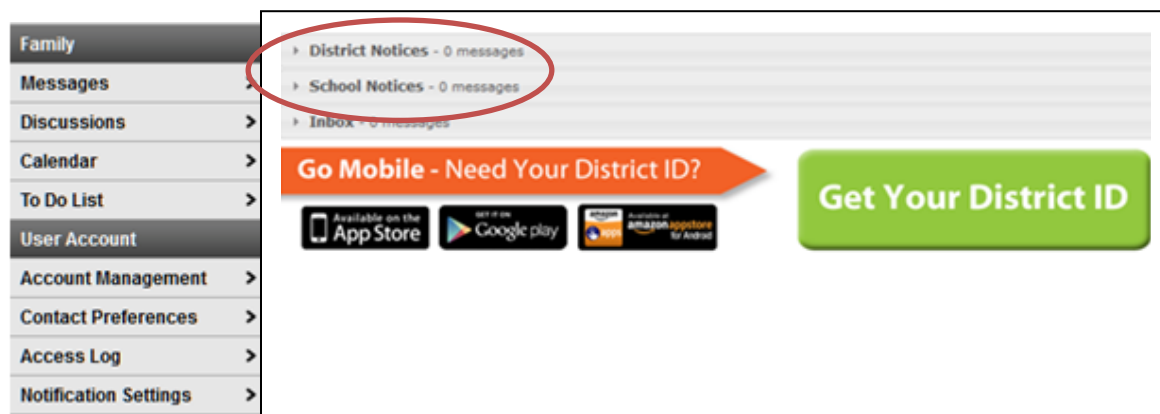 Family
Messages
Discussions
Calendar
To Do List
User Account
Account Management
Contact Preferences
Access Log
Notification Settings
District Notices - 0 messages
School Notices - 0 messages
Inbox - 0 messages
Go Mobile - Need Your District ID?
Available on the
App Store
GET IT ON
Google play
amazon
apps
Available at
amazon appstore
for Android
Get Your District ID